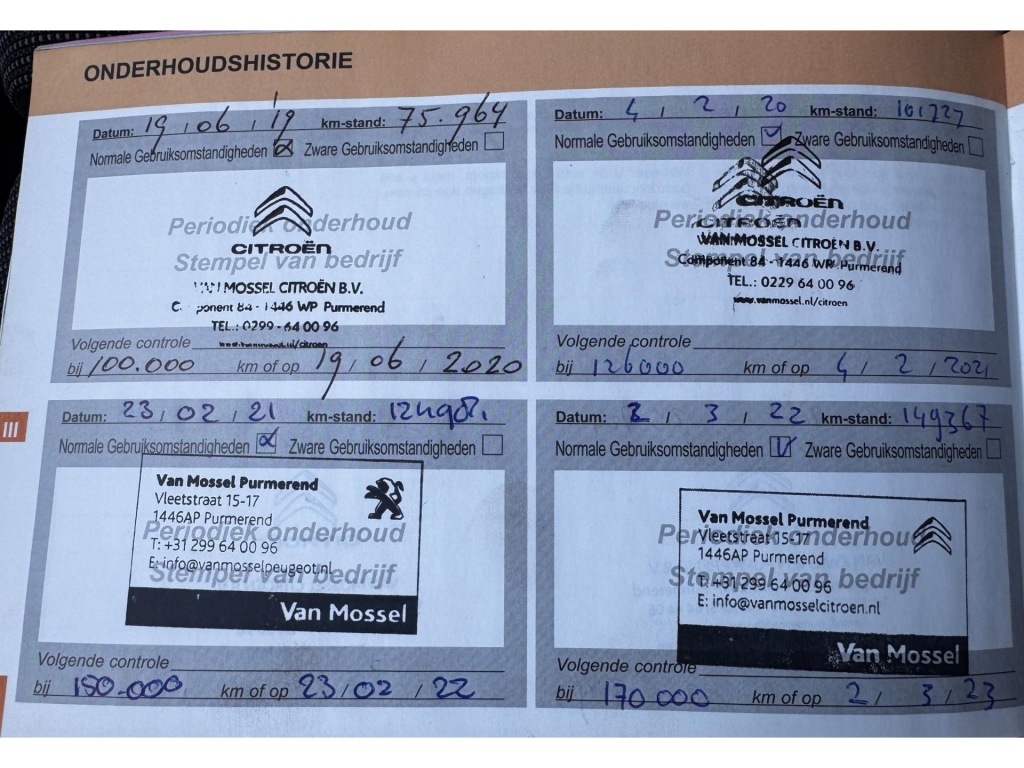 ONDERHOUDSHISTORIE
Datum: 19 / 06 / 19 km-stand: 75.964
Normale Gebruiksomstandigheden Zware Gebruiksomstandigheden
Periodiek onderhoud
CITROËN
Stempel van bedrijf
VAN MOSSEL CITROËN B.V.
Component 84 - 1446 WP Purmerend
TEL.: 0299 - 64 00 96
www.vanmossel.nl/citroen
Volgende controle
bij 100.000 km of op 19 / 06 / 2020
Datum: 4 / 2 / 20 km-stand: 101727
Normale Gebruiksomstandigheden Zware Gebruiksomstandigheden
CITROËN
Periodiek onderhoud
CITROËN
VAN MOSSEL CITROËN B.V.
Stempel van bedrijf
Component 84 - 1446 WP Purmerend
TEL.: 0229 64 00 96
www.vanmossel.nl/citroen
Volgende controle
bij 126000 km of op 4 / 2 / 2021
III
Datum: 23 / 02 / 21 km-stand:
Normale Gebruiksomstandigheden Zware Gebruiksomstandigheden
Van Mossel Purmerend
Vleetstraat 15-17
1446AP Purmerend
Periodiek onderhoud
T: +31 299 64 00 96
E: info@vanmosselpeugeot.nl
Stempel van bedrijf
Van Mossel
Volgende controle
bij 150.000 km of op 23 / 02 / 22
Datum: 2 / 3 / 22 km-stand: 149367
Normale Gebruiksomstandigheden Zware Gebruiksomstandigheden
Van Mossel Purmerend
Periodiek onderhoud
Vleetstraat 15-17
1446AP Purmerend
Stempel van bedrijf
T: +31 299 64 00 96
E: info@vanmosselcitroen.nl
Van Mossel
Volgende controle
bij 170000 km of op 2 / 3 / 23